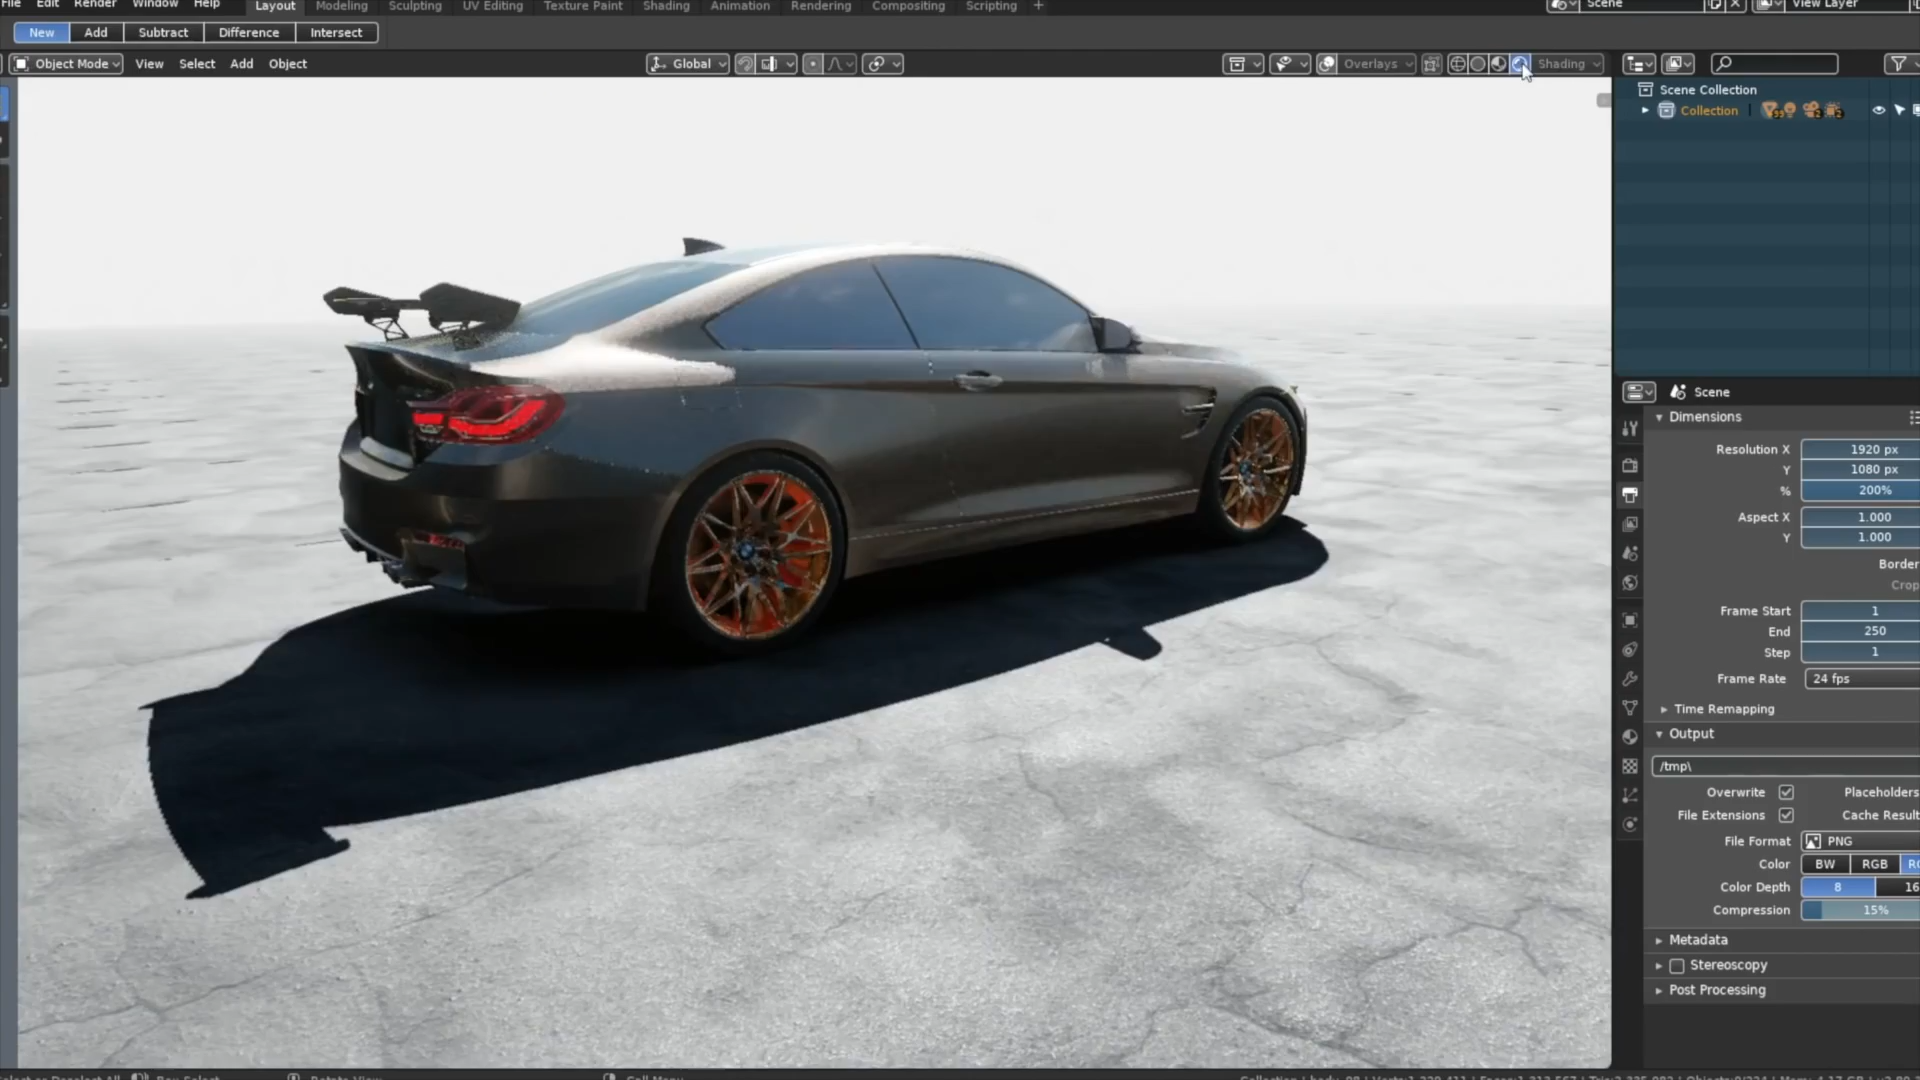 File Edit Render Window Help Layout Modeling Sculpting UV Editing Texture Paint Shading Animation Rendering Compositing Scripting + Scene View Layer
New Add Subtract Difference Intersect
Object Mode View Select Add Object Global Overlays Shading
Scene Collection
Collection
Scene
Dimensions
Resolution X 1920 px
Y 1080 px
% 200%
Aspect X 1.000
Y 1.000
Border
Crop
Frame Start 1
End 250
Step 1
Frame Rate 24 fps
Time Remapping
Output
/tmp\
Overwrite Placeholders
File Extensions Cache Result
File Format PNG
Color BW RGB
Color Depth 8 16
Compression 15%
Metadata
Stereoscopy
Post Processing